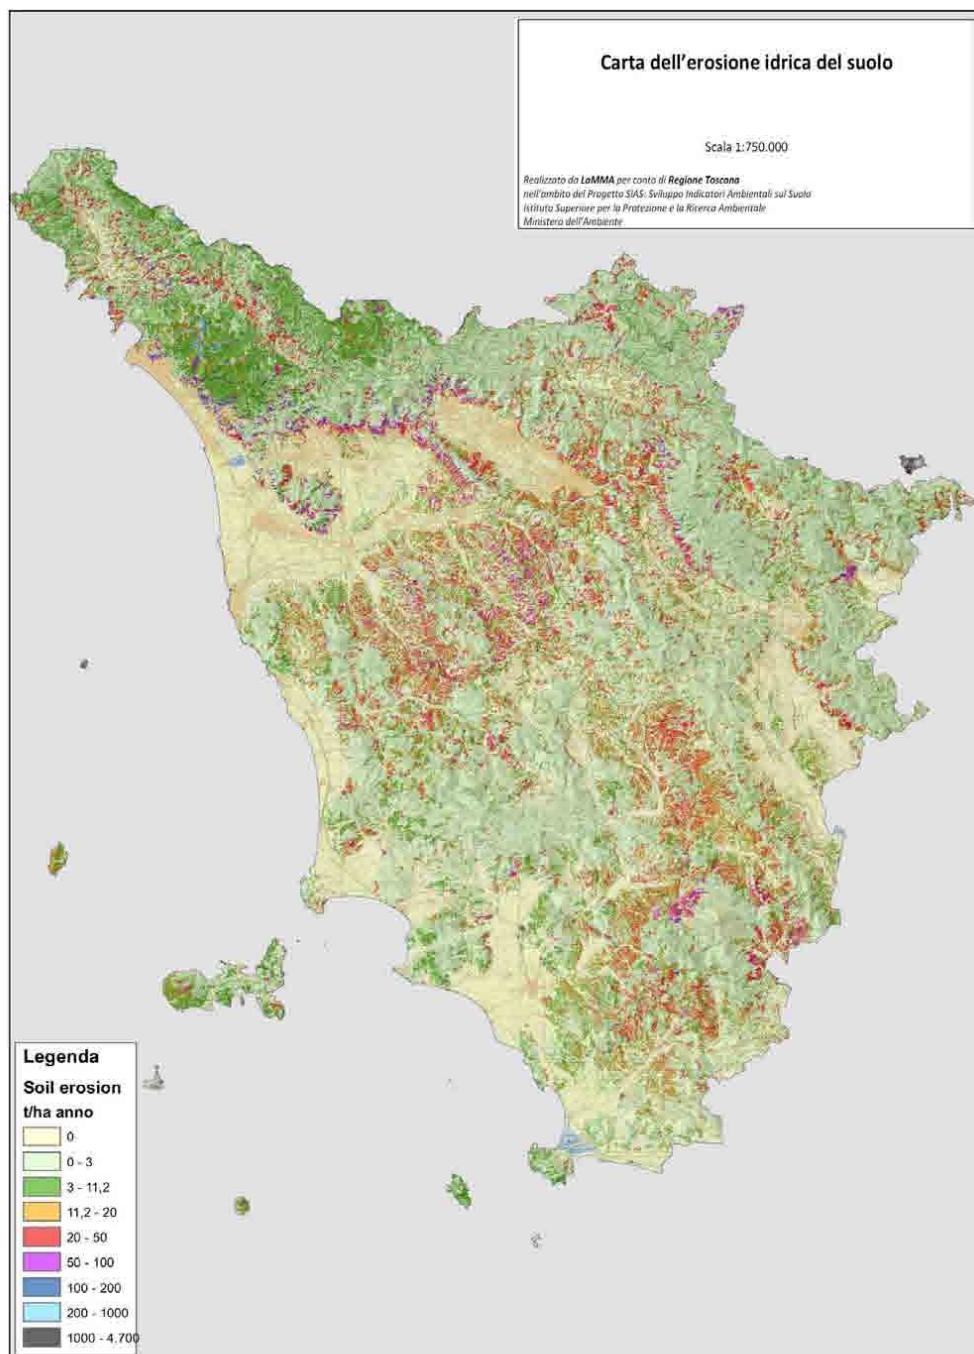 Carta dell'erosione idrica del suolo
Scala 1:750.000
Realizzato da LaMMA per conto di Regione Toscana
nell'ambito del Progetto SIAS: Sviluppo Indicatori Ambientali sul Suolo
Istituto Superiore per la Protezione e la Ricerca Ambientale
Ministero dell'Ambiente
Legenda
Soil erosion
t/ha anno
0
0 - 3
3 - 11,2
11,2 - 20
20 - 50
50 - 100
100 - 200
200 - 1000
1000 - 4.700